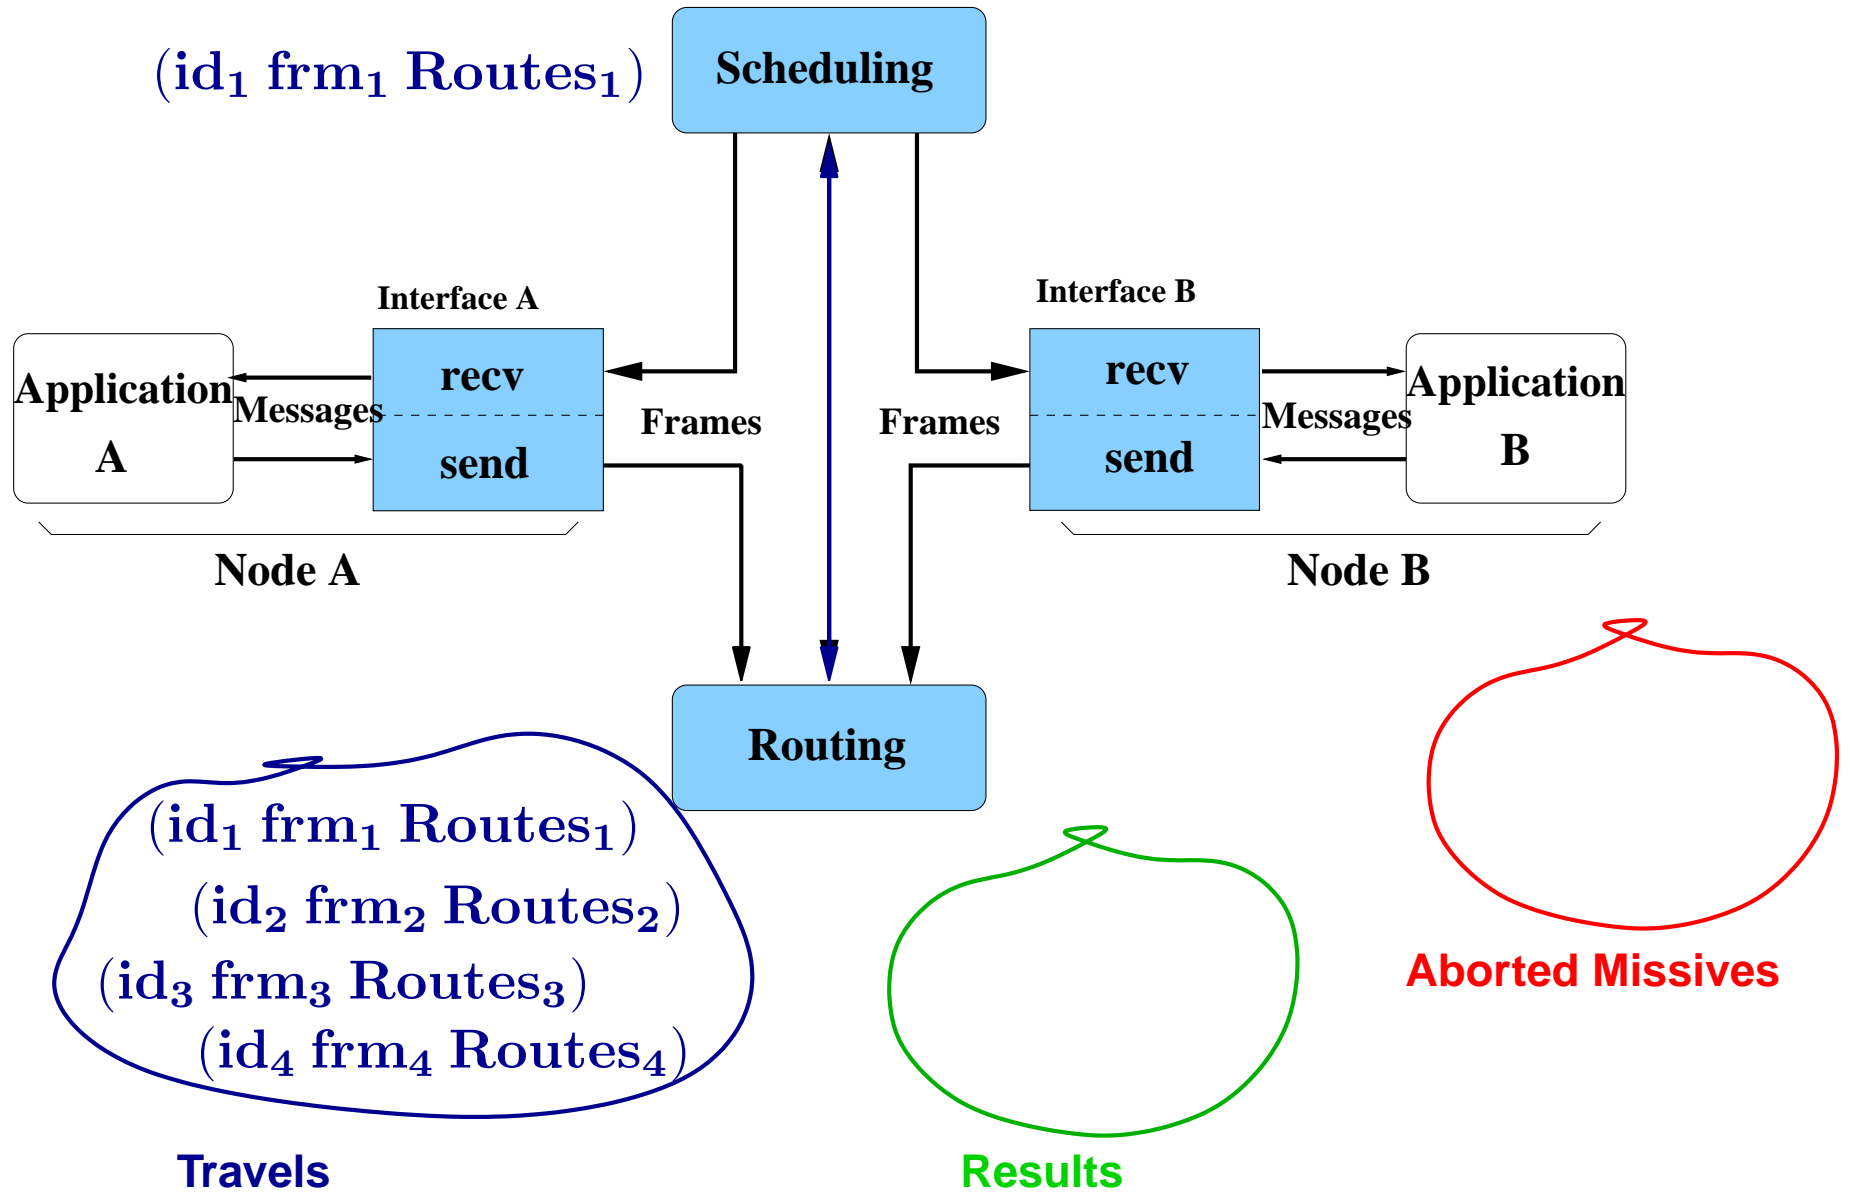 (id₁ frm₁ Routes₁)
Scheduling
Interface A
Interface B
Application
A
Messages
recv
send
Frames
Frames
recv
send
Messages
Application
B
Node A
Node B
Routing
(id₁ frm₁ Routes₁)
(id₂ frm₂ Routes₂)
(id₃ frm₃ Routes₃)
(id₄ frm₄ Routes₄)
Aborted Missives
Travels
Results